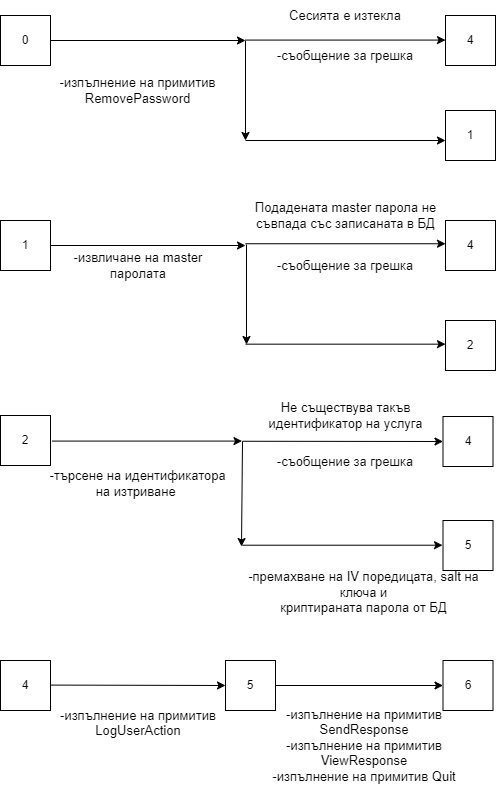 Сесията е изтекла
0
4
-съобщение за грешка
-изпълнение на примитив
RemovePassword
1
Подадената master парола не
съвпада със записаната в БД
1
4
-извличане на master
паролата
-съобщение за грешка
2
Не съществува такъв
идентификатор на услуга
2
4
-съобщение за грешка
-търсене на идентификатора
на изтриване
5
-премахване на IV поредицата, salt на
ключа и
криптираната парола от БД
4
5
6
-изпълнение на примитив
LogUserAction
-изпълнение на примитив
SendResponse
-изпълнение на примитив
ViewResponse
-изпълнение на примитив Quit